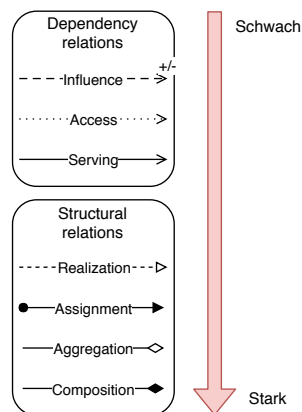 Dependency
relations
Schwach
+/-
Influence
Access
Serving
Structural
relations
Realization
Assignment
Aggregation
Composition
Stark